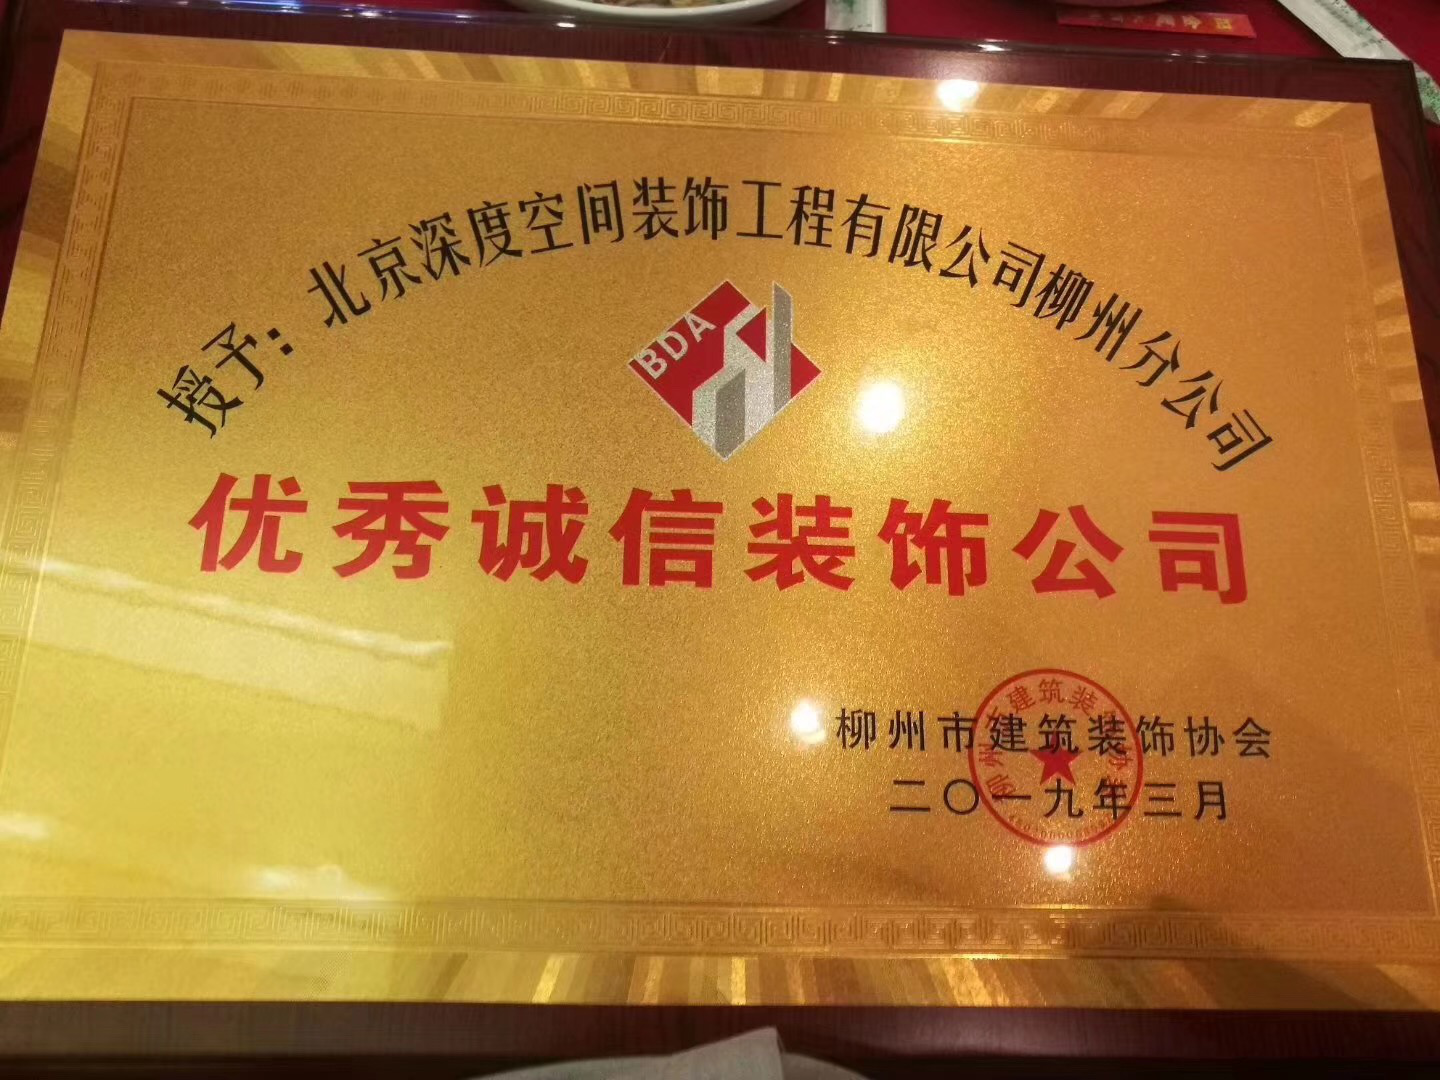 授予：北京深度空间装饰工程有限公司柳州分公司
BDA
优秀诚信装饰公司
柳州市建筑装饰协会
二〇一九年三月